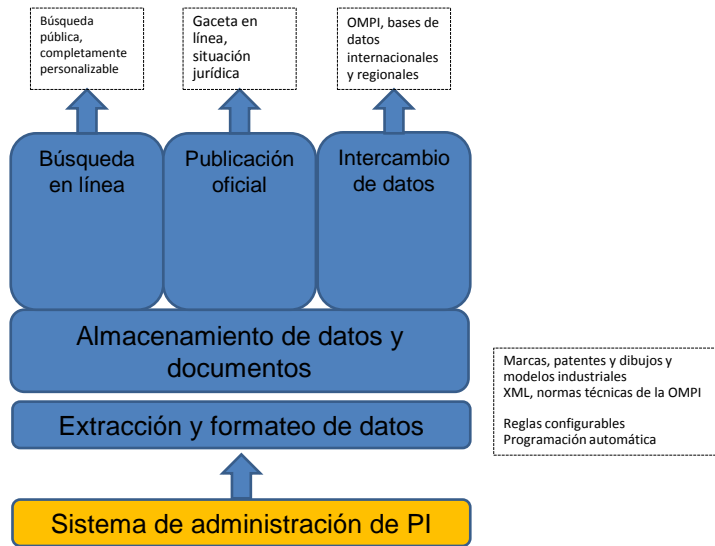 Búsqueda
pública,
completamente
personalizable
Gaceta en
línea,
situación
jurídica
OMPI, bases de
datos
internacionales
y regionales
Búsqueda
en línea
Publicación
oficial
Intercambio
de datos
Almacenamiento de datos y
documentos
Marcas, patentes y dibujos y
modelos industriales
XML, normas técnicas de la OMPI
Reglas configurables
Programación automática
Extracción y formateo de datos
Sistema de administración de PI